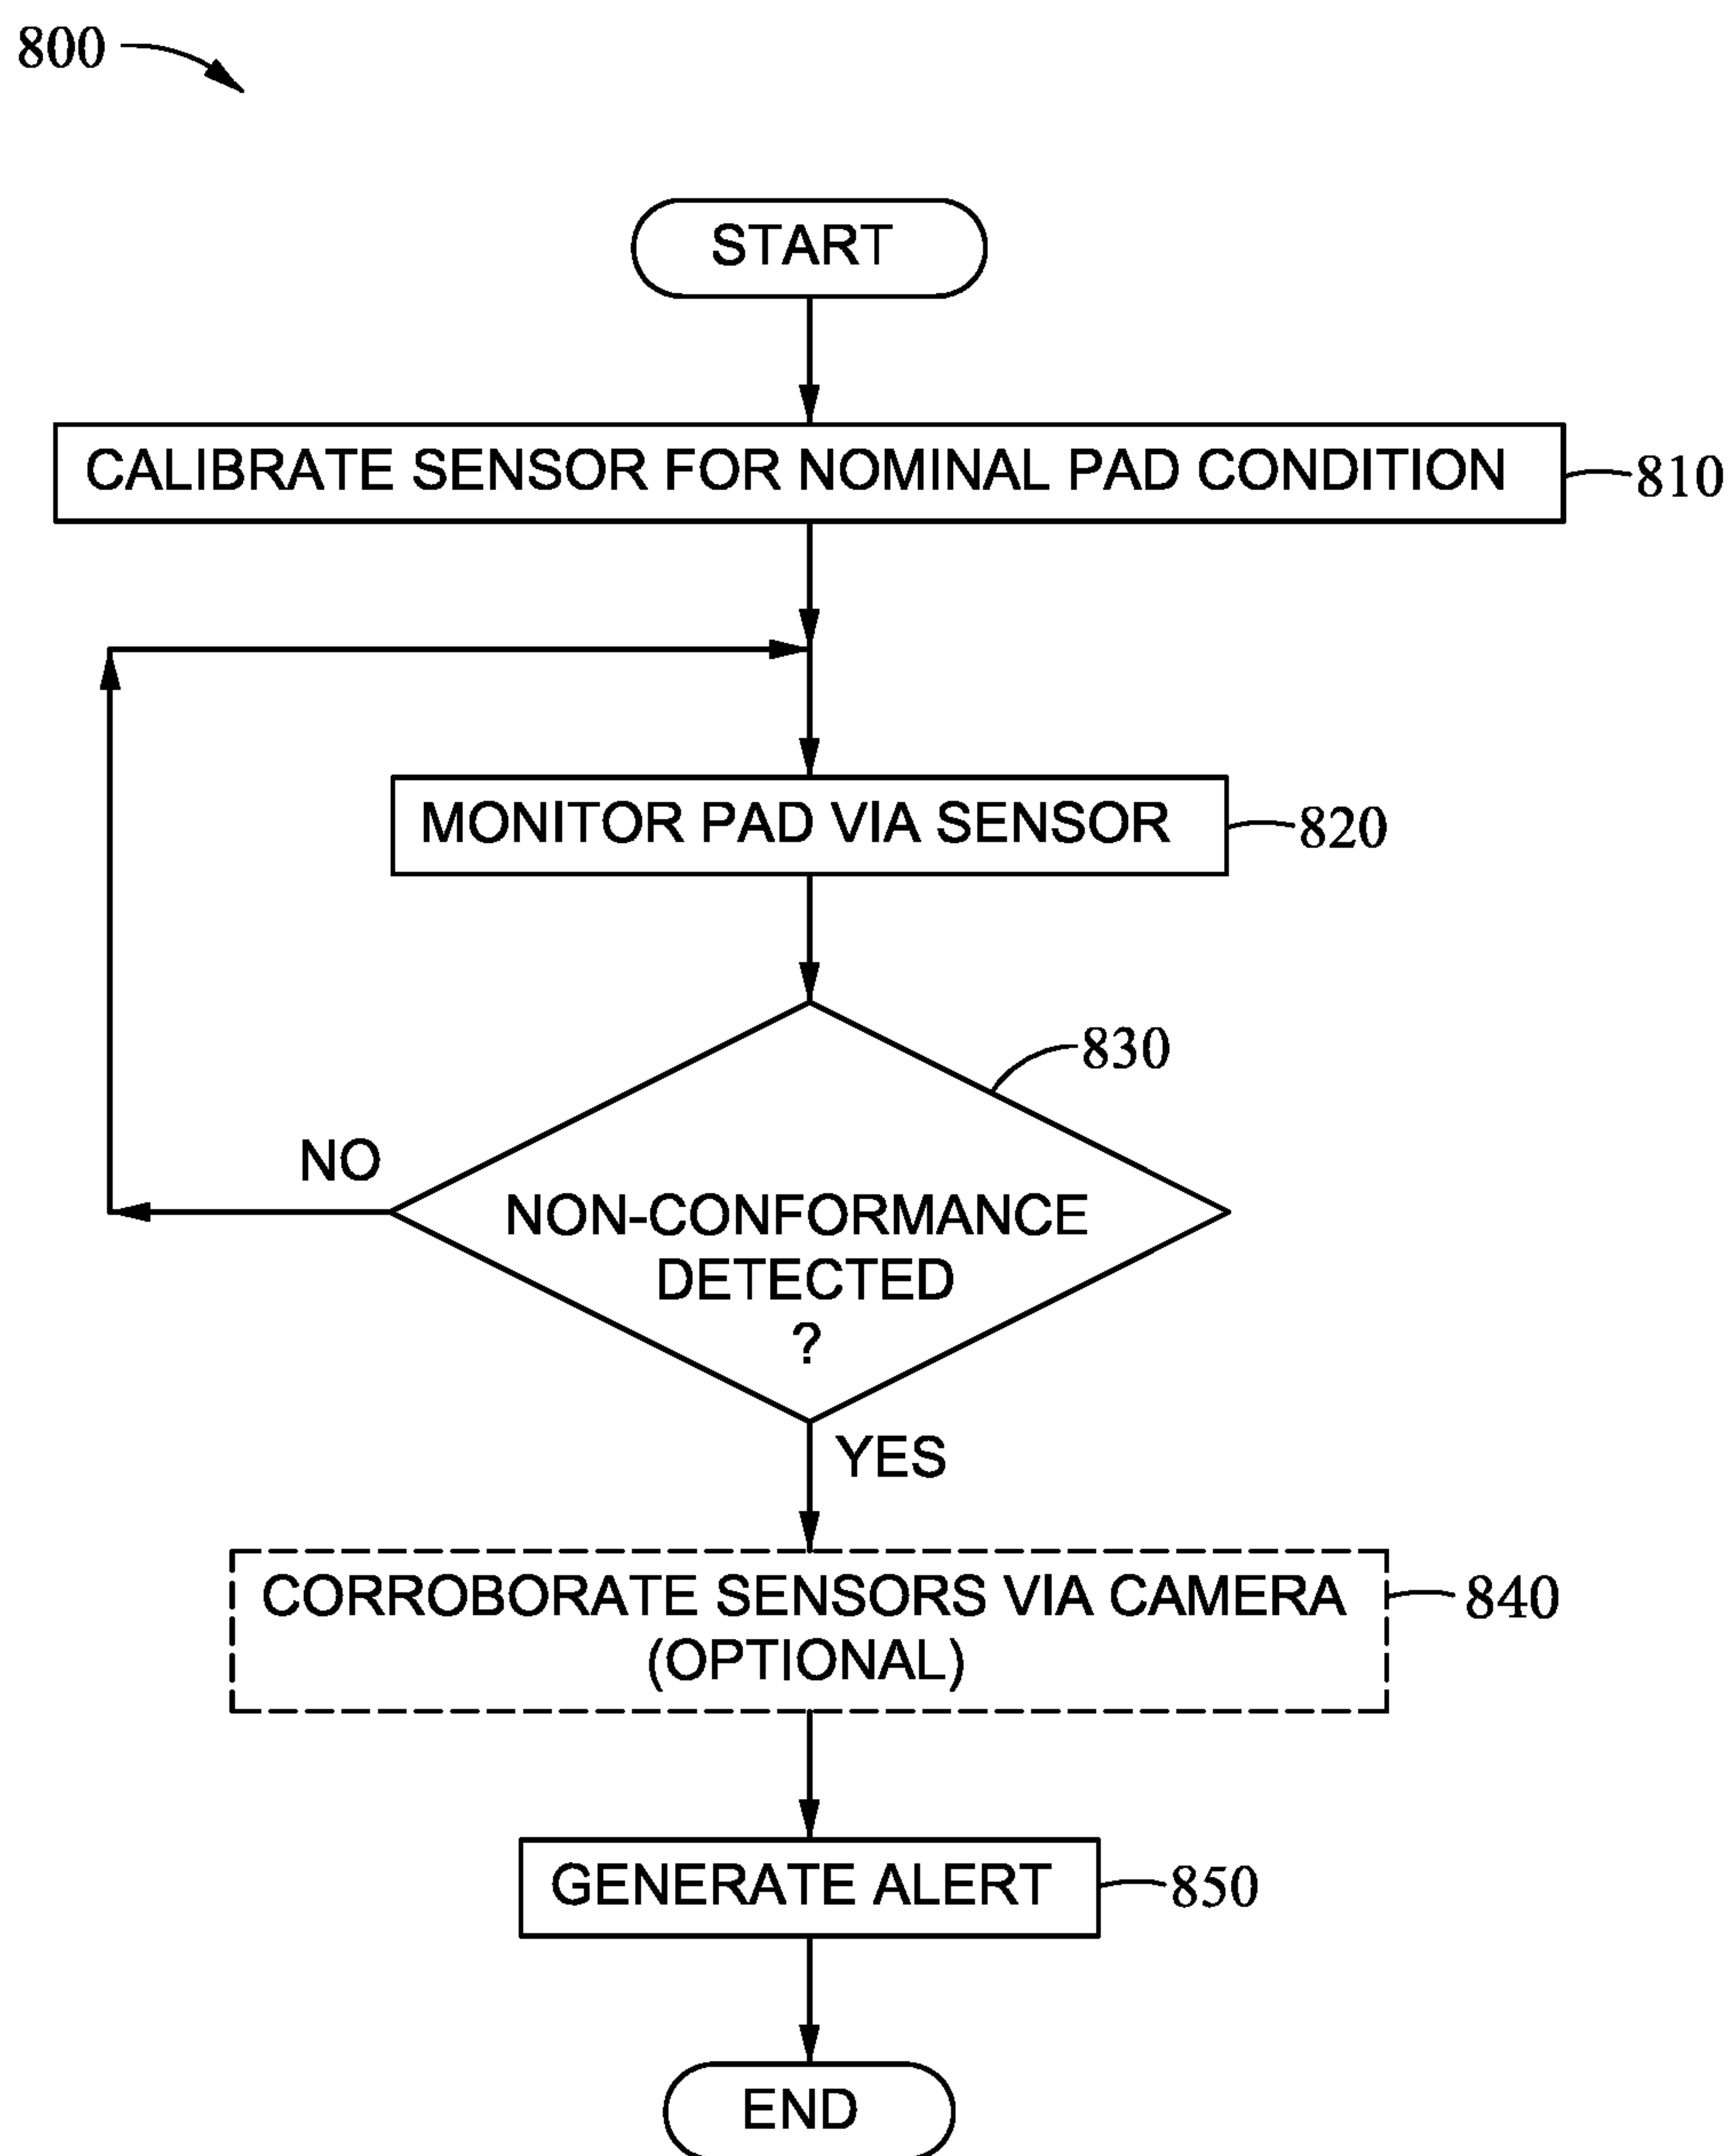 800
START
CALIBRATE SENSOR FOR NOMINAL PAD CONDITION
810
MONITOR PAD VIA SENSOR
820
830
NO
NON-CONFORMANCE
DETECTED
?
YES
CORROBORATE SENSORS VIA CAMERA
(OPTIONAL)
840
GENERATE ALERT
850
END